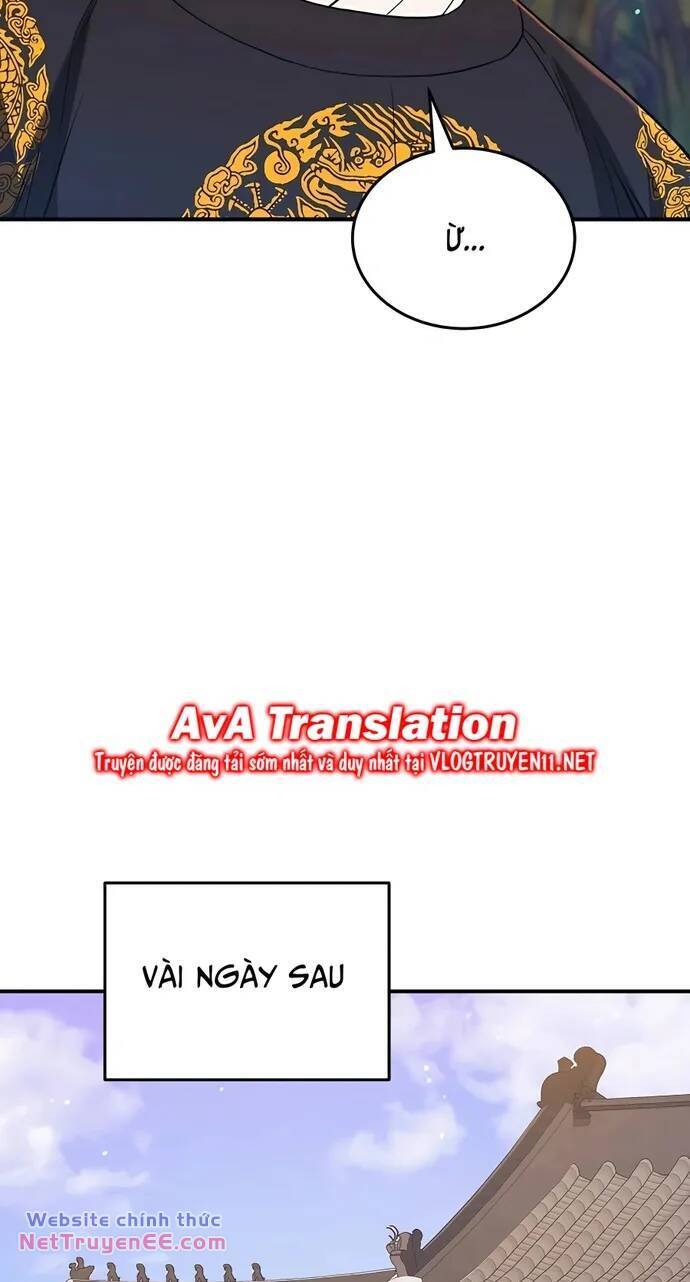 Ừ...
AvA Translation
Truyện được đăng tải sớm nhất và duy nhất tại VLOGTRUYEN11.NET
VÀI NGÀY SAU
Website chính thức
NetTruyenEE.com